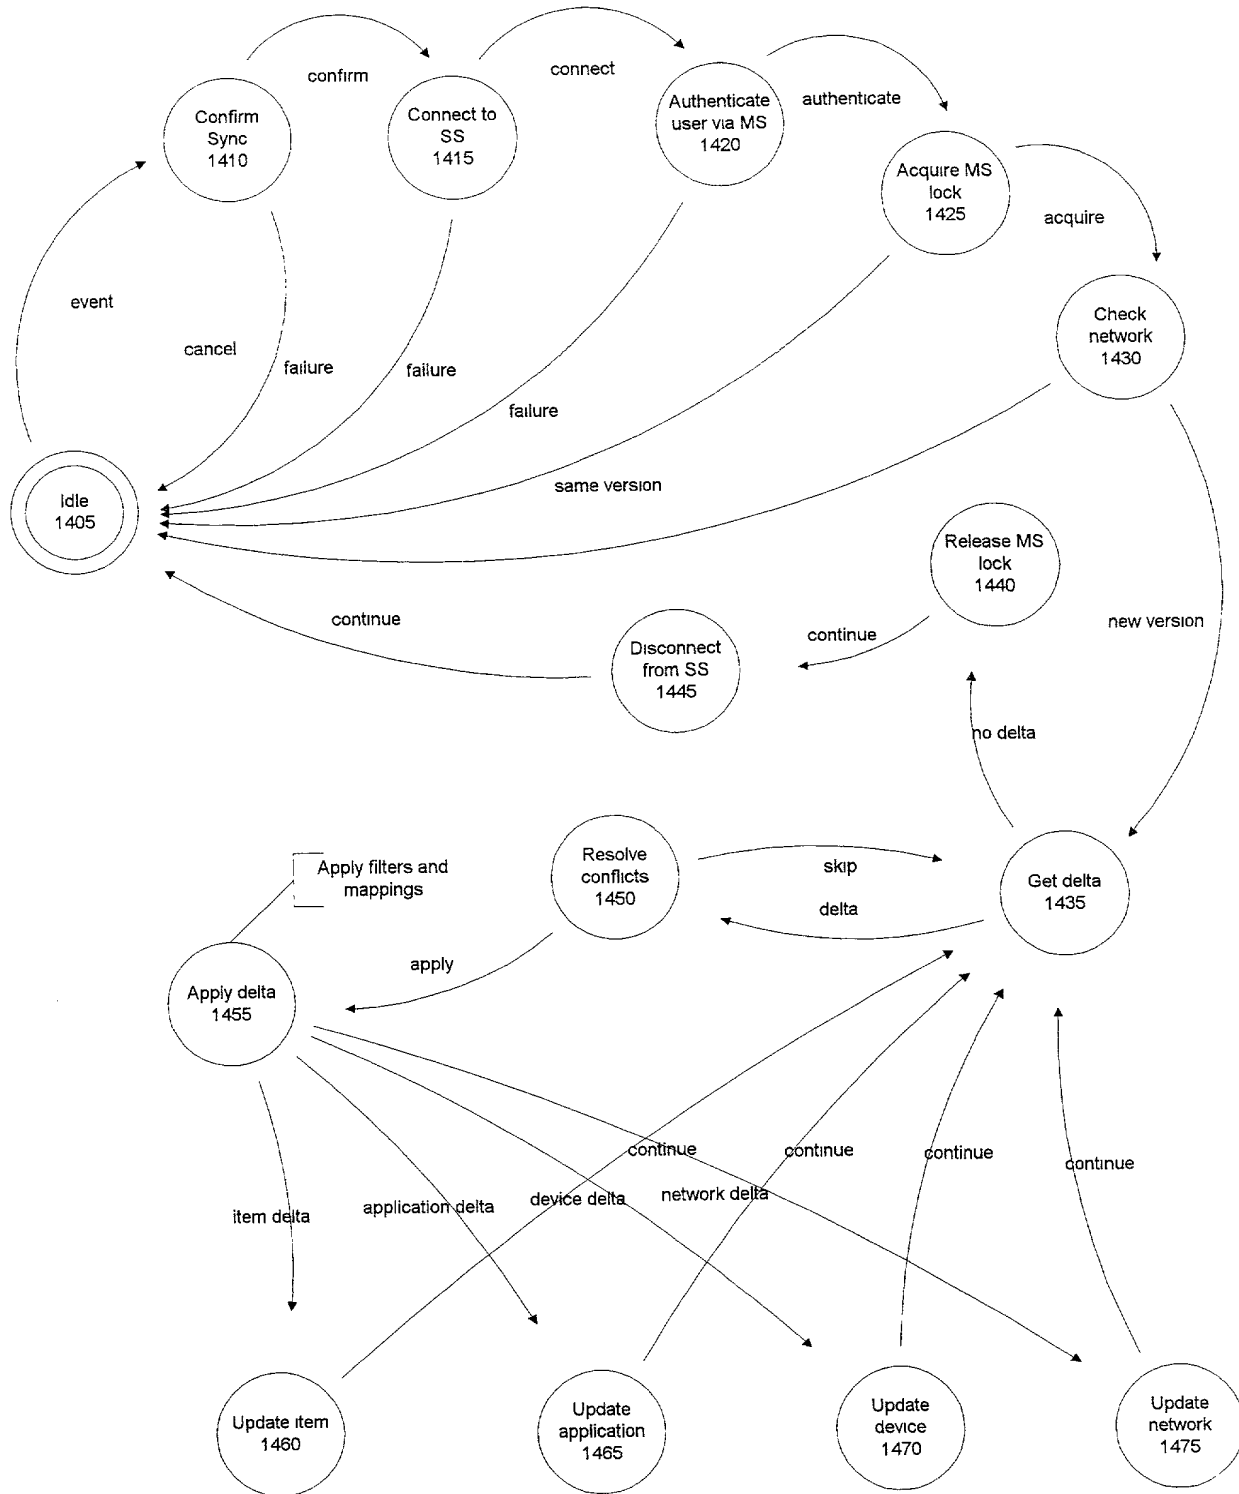 confirm
connect
authenticate
Confirm
Sync
1410
Connect to
SS
1415
Authenticate
user via MS
1420
Acquire MS
lock
1425
acquire
event
Check
network
1430
cancel
failure
failure
failure
same version
Idle
1405
Release MS
lock
1440
new version
continue
continue
Disconnect
from SS
1445
no delta
Apply filters and
mappings
Resolve
conflicts
1450
skip
delta
Get delta
1435
apply
Apply delta
1455
continue
continue
continue
continue
item delta
application delta
device delta
network delta
Update item
1460
Update
application
1465
Update
device
1470
Update
network
1475